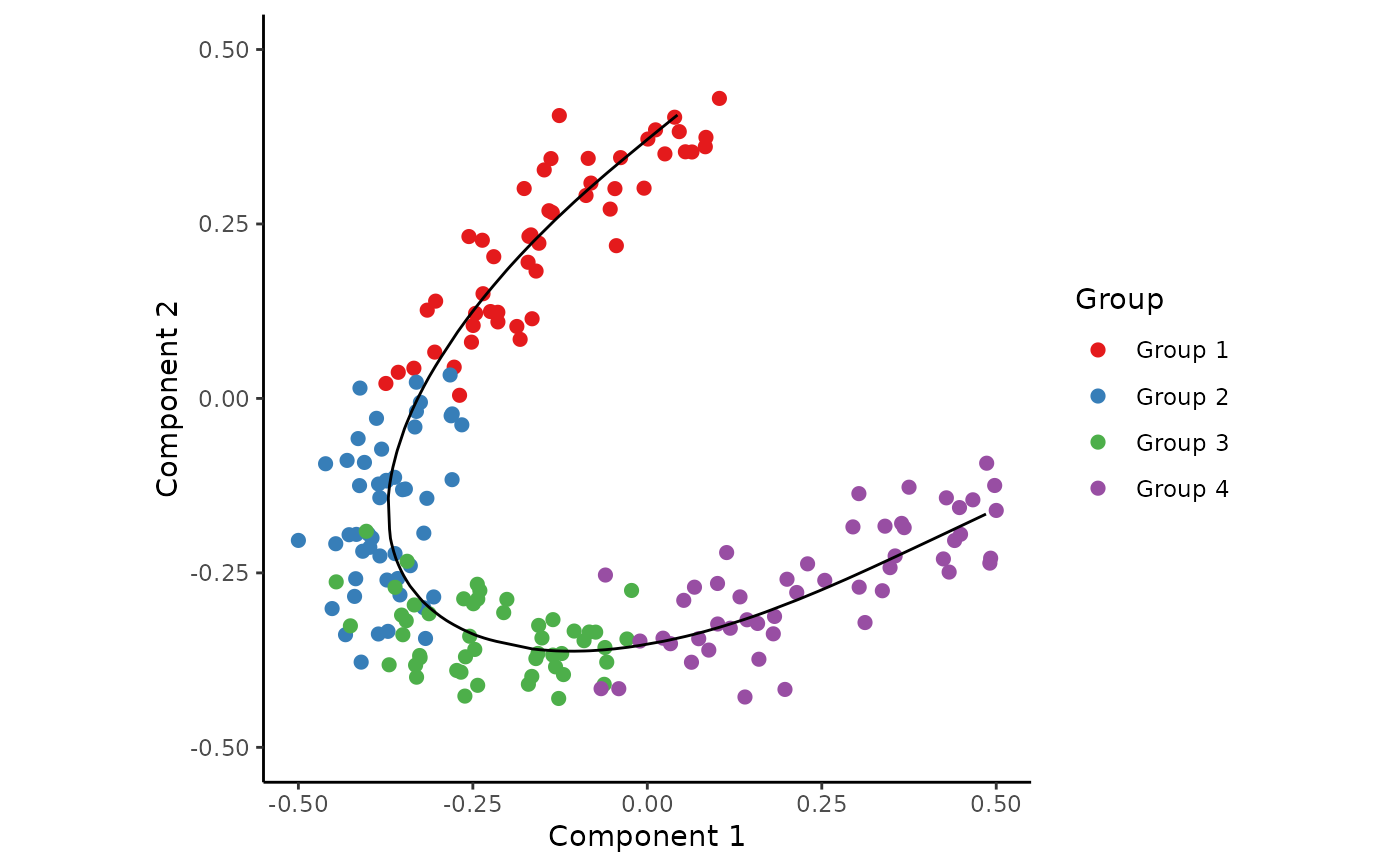 0.50
0.25
0.00
-0.25
-0.50
Component 2
-0.50 -0.25 0.00 0.25 0.50
Component 1
Group
Group 1
Group 2
Group 3
Group 4